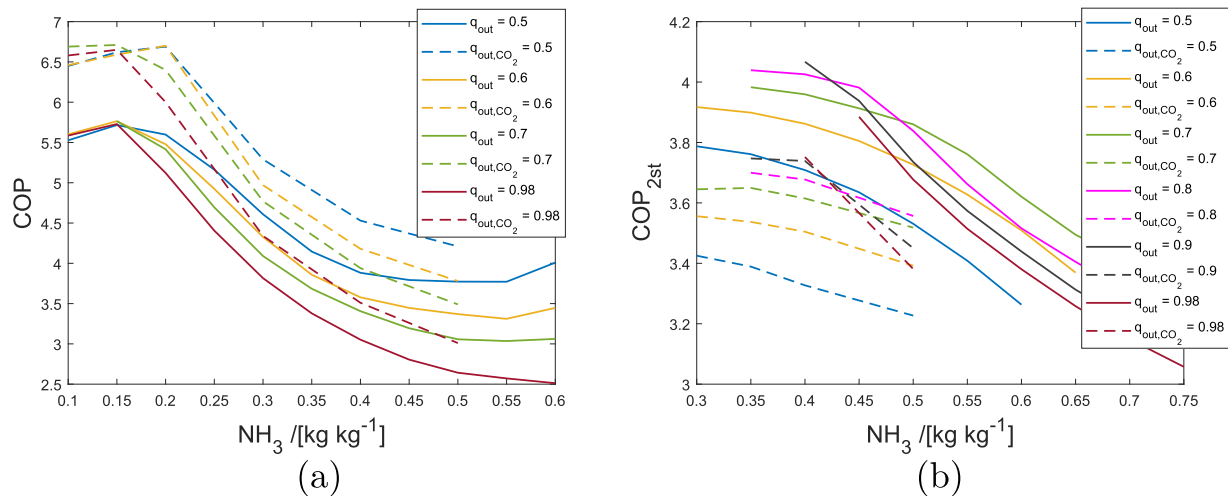 7
6.5
6
5.5
5
4.5
4
3.5
3
2.5
COP
0.1 0.15 0.2 0.25 0.3 0.35 0.4 0.45 0.5 0.55 0.6
NH3 /[kg kg-1]
qout = 0.5
qout,CO2 = 0.5
qout = 0.6
qout,CO2 = 0.6
qout = 0.7
qout,CO2 = 0.7
qout = 0.98
qout,CO2 = 0.98
(a)
4.2
4
3.8
3.6
3.4
3.2
3
COP2st
0.3 0.35 0.4 0.45 0.5 0.55 0.6 0.65 0.7 0.75
NH3 /[kg kg-1]
qout = 0.5
qout,CO2 = 0.5
qout = 0.6
qout,CO2 = 0.6
qout = 0.7
qout,CO2 = 0.7
qout = 0.8
qout,CO2 = 0.8
qout = 0.9
qout,CO2 = 0.9
qout = 0.98
qout,CO2 = 0.98
(b)